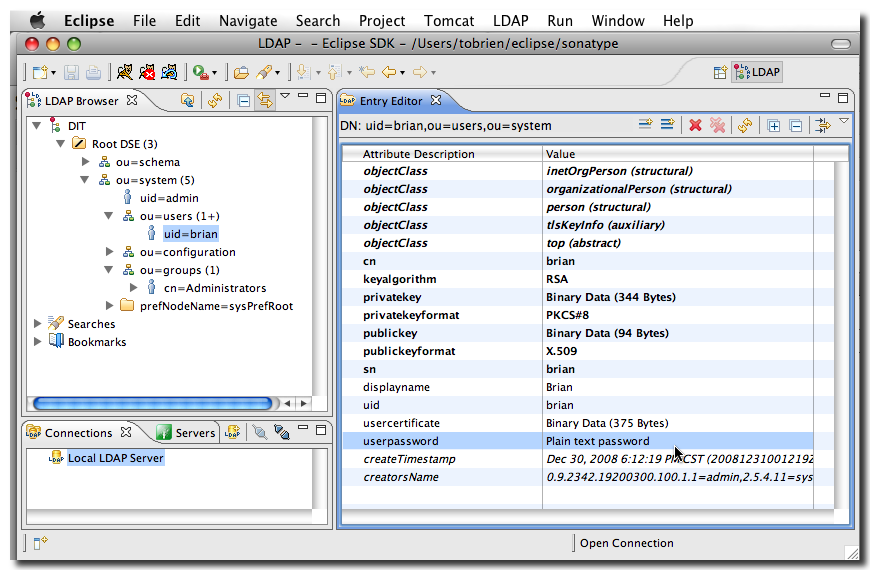 Eclipse File Edit Navigate Search Project Tomcat LDAP Run Window Help
LDAP - - Eclipse SDK - /Users/tobrien/eclipse/sonatype
LDAP
LDAP Browser
DIT
Root DSE (3)
ou=schema
ou=system (5)
uid=admin
ou=users (1+)
uid=brian
ou=configuration
ou=groups (1)
cn=Administrators
prefNodeName=sysPrefRoot
Searches
Bookmarks
Connections
Servers
Local LDAP Server
Entry Editor
DN: uid=brian,ou=users,ou=system
Attribute Description Value
objectClass inetOrgPerson (structural)
objectClass organizationalPerson (structural)
objectClass person (structural)
objectClass tlsKeyInfo (auxiliary)
objectClass top (abstract)
cn brian
keyalgorithm RSA
privatekey Binary Data (344 Bytes)
privatekeyformat PKCS#8
publickey Binary Data (94 Bytes)
publickeyformat X.509
sn brian
displayname Brian
uid brian
usercertificate Binary Data (375 Bytes)
userpassword Plain text password
createTimestamp Dec 30, 2008 6:12:19 PM CST (20081231001219Z
creatorsName 0.9.2342.19200300.100.1.1=admin,2.5.4.11=sys
Open Connection